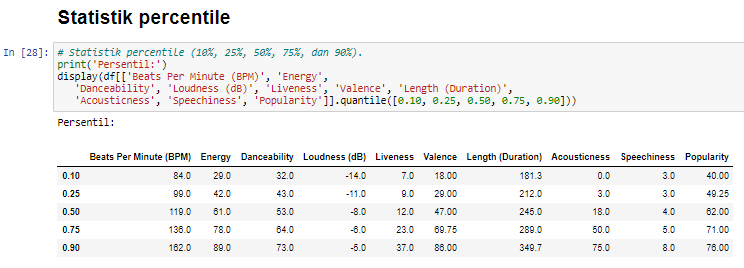 Statistik percentile
In [28]: # Statistik percentile (10%, 25%, 50%, 75%, dan 90%).
print('Persentil:')
display(df[['Beats Per Minute (BPM)', 'Energy',
'Danceability', 'Loudness (dB)', 'Liveness', 'Valence', 'Length (Duration)',
'Acousticness', 'Speechiness', 'Popularity']].quantile([0.10, 0.25, 0.50, 0.75, 0.90]))
Persentil:
Beats Per Minute (BPM) Energy Danceability Loudness (dB) Liveness Valence Length (Duration) Acousticness Speechiness Popularity
0.10 84.0 29.0 32.0 -14.0 7.0 18.00 181.3 0.0 3.0 40.00
0.25 99.0 42.0 43.0 -11.0 9.0 29.00 212.0 3.0 3.0 49.25
0.50 119.0 61.0 53.0 -8.0 12.0 47.00 245.0 18.0 4.0 62.00
0.75 136.0 78.0 64.0 -6.0 23.0 69.75 289.0 50.0 5.0 71.00
0.90 162.0 89.0 73.0 -5.0 37.0 86.00 349.7 75.0 8.0 76.00